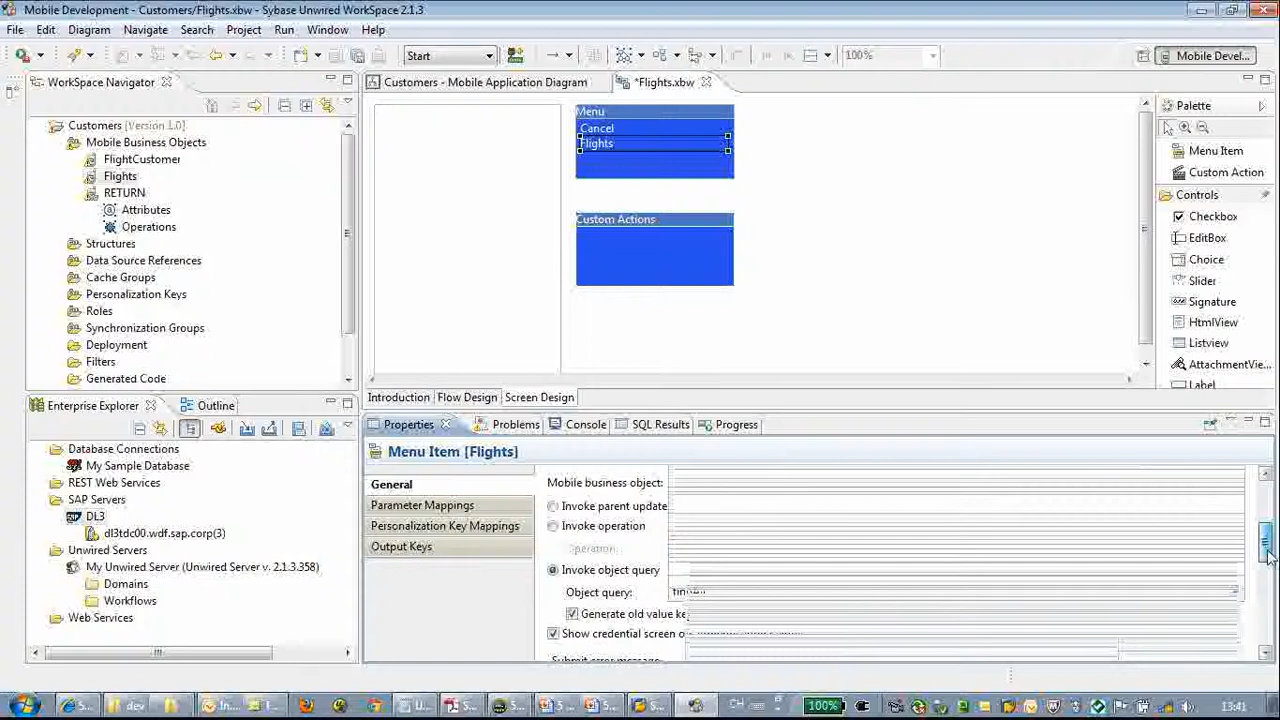 Mobile Development - Customers/Flights.xbw - Sybase Unwired WorkSpace 2.1.3
File Edit Diagram Navigate Search Project Run Window Help
Start 100% Mobile Devel...
WorkSpace Navigator
Customers - Mobile Application Diagram
*Flights.xbw
Customers [Version 1.0]
Mobile Business Objects
FlightCustomer
Flights
RETURN
Attributes
Operations
Structures
Data Source References
Cache Groups
Personalization Keys
Roles
Synchronization Groups
Deployment
Filters
Generated Code
Menu
Cancel
Flights
Custom Actions
Palette
Menu Item
Custom Action
Controls
Checkbox
EditBox
Choice
Slider
Signature
HtmlView
Listview
AttachmentVie...
Label
Introduction Flow Design Screen Design
Enterprise Explorer Outline
Database Connections
My Sample Database
REST Web Services
SAP Servers
DL3
dl3tdc00.wdf.sap.corp(3)
Unwired Servers
My Unwired Server (Unwired Server v. 2.1.3.358)
Domains
Workflows
Web Services
Properties Problems Console SQL Results Progress
Menu Item [Flights]
General
Parameter Mappings
Personalization Key Mappings
Output Keys
Mobile business object:
Invoke parent update
Invoke operation
Operation:
Invoke object query
Object query:
Generate old value ke
Show credential screen o
Submit error message
100% CH 13:41